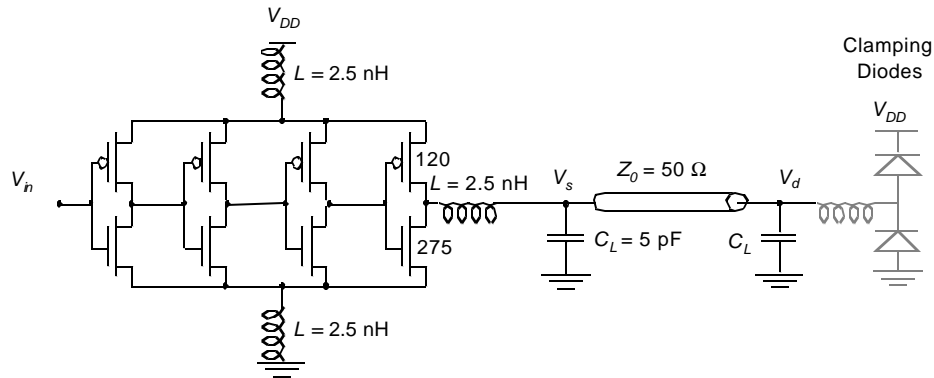 V_DD
L = 2.5 nH
Clamping
Diodes
V_DD
V_in
120
L = 2.5 nH
V_s
Z_0 = 50 Ω
V_d
275
C_L = 5 pF
C_L
L = 2.5 nH